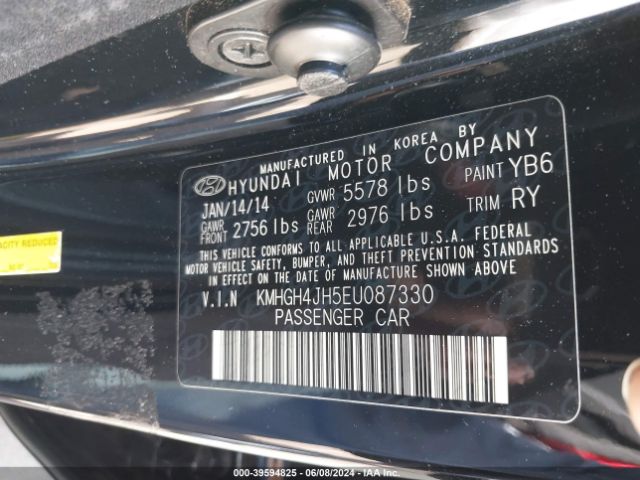 MANUFACTURED IN KOREA BY
HYUNDAI MOTOR COMPANY
JAN/14/14 GVWR 5578 lbs PAINT YB6
GAWR FRONT 2756 lbs GAWR REAR 2976 lbs TRIM RY
THIS VEHICLE CONFORMS TO ALL APPLICABLE U.S.A. FEDERAL
MOTOR VEHICLE SAFETY, BUMPER, AND THEFT PREVENTION STANDARDS
IN EFFECT ON THE DATE OF MANUFACTURE SHOWN ABOVE
V.I.N KMHGH4JH5EU087330
PASSENGER CAR
ACITY REDUCED
000-39594825 - 06/08/2024 - IAA Inc.